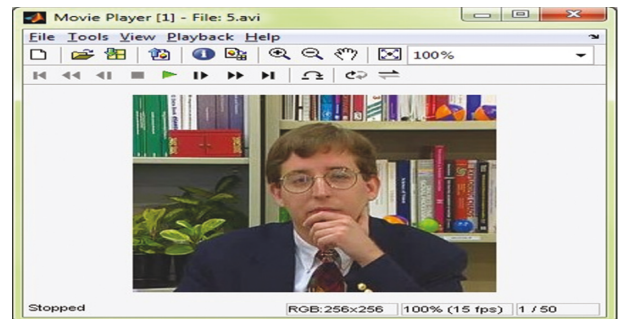 Movie Player [1] - File: 5.avi
File Tools View Playback Help
100%
Stopped RGB:256x256 100% (15 fps) 1 / 50